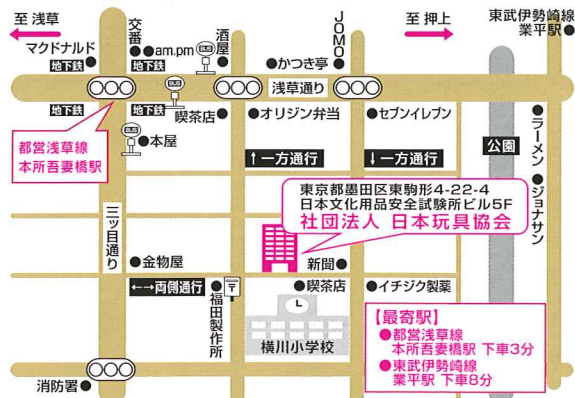 至 浅草
マクドナルド
交番
am.pm
酒屋
JOMO
至 押上
東武伊勢崎線
業平駅
地下鉄
地下鉄
かつき亭
浅草通り
地下鉄
地下鉄
喫茶店
オリジン弁当
セブンイレブン
都営浅草線
本所吾妻橋駅
本屋
↑一方通行
↓一方通行
公園
ラーメン
ジョナサン
東京都墨田区東駒形4-22-4
日本文化用品安全試験所ビル5F
社団法人 日本玩具協会
三ッ目通り
金物屋
新聞
←→両側通行
〒
福田製作所
喫茶店
イチジク製薬
横川小学校
【最寄駅】
●都営浅草線
本所吾妻橋駅 下車3分
●東武伊勢崎線
業平駅 下車8分
消防署